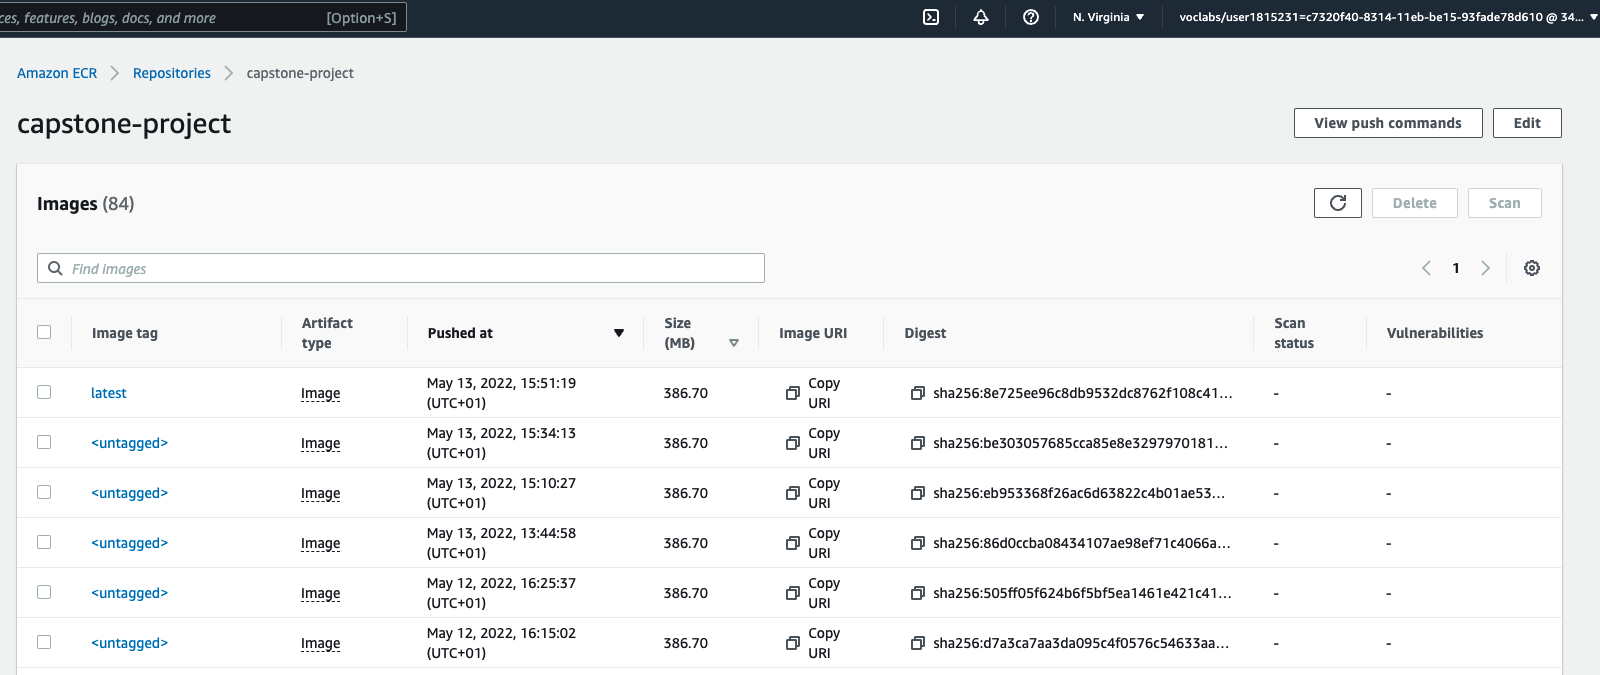 ces, features, blogs, docs, and more [Option+S] N. Virginia ▼ voclabs/user1815231=c7320f40-8314-11eb-be15-93fade78d610 @ 34... ▼
Amazon ECR > Repositories > capstone-project
capstone-project View push commands Edit
Images (84) Delete Scan
Find images 1
Image tag Artifact type Pushed at Size (MB) Image URI Digest Scan status Vulnerabilities
latest Image May 13, 2022, 15:51:19 (UTC+01) 386.70 Copy URI sha256:8e725ee96c8db9532dc8762f108c41... - -
<untagged> Image May 13, 2022, 15:34:13 (UTC+01) 386.70 Copy URI sha256:be303057685cca85e8e3297970181... - -
<untagged> Image May 13, 2022, 15:10:27 (UTC+01) 386.70 Copy URI sha256:eb953368f26ac6d63822c4b01ae53... - -
<untagged> Image May 13, 2022, 13:44:58 (UTC+01) 386.70 Copy URI sha256:86d0ccba08434107ae98ef71c4066a... - -
<untagged> Image May 12, 2022, 16:25:37 (UTC+01) 386.70 Copy URI sha256:505ff05f624b6f5bf5ea1461e421c41... - -
<untagged> Image May 12, 2022, 16:15:02 (UTC+01) 386.70 Copy URI sha256:d7a3ca7aa3da095c4f0576c54633aa... - -